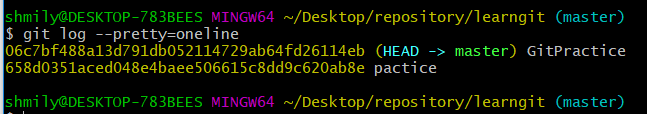 shmily@DESKTOP-783BEES MINGW64 ~/Desktop/repository/learngit (master)
$ git log --pretty=oneline
06c7bf488a13d791db052114729ab64fd26114eb (HEAD -> master) GitPractice
658d0351aced048e4baee506615c8dd9c620ab8e pactice
shmily@DESKTOP-783BEES MINGW64 ~/Desktop/repository/learngit (master)